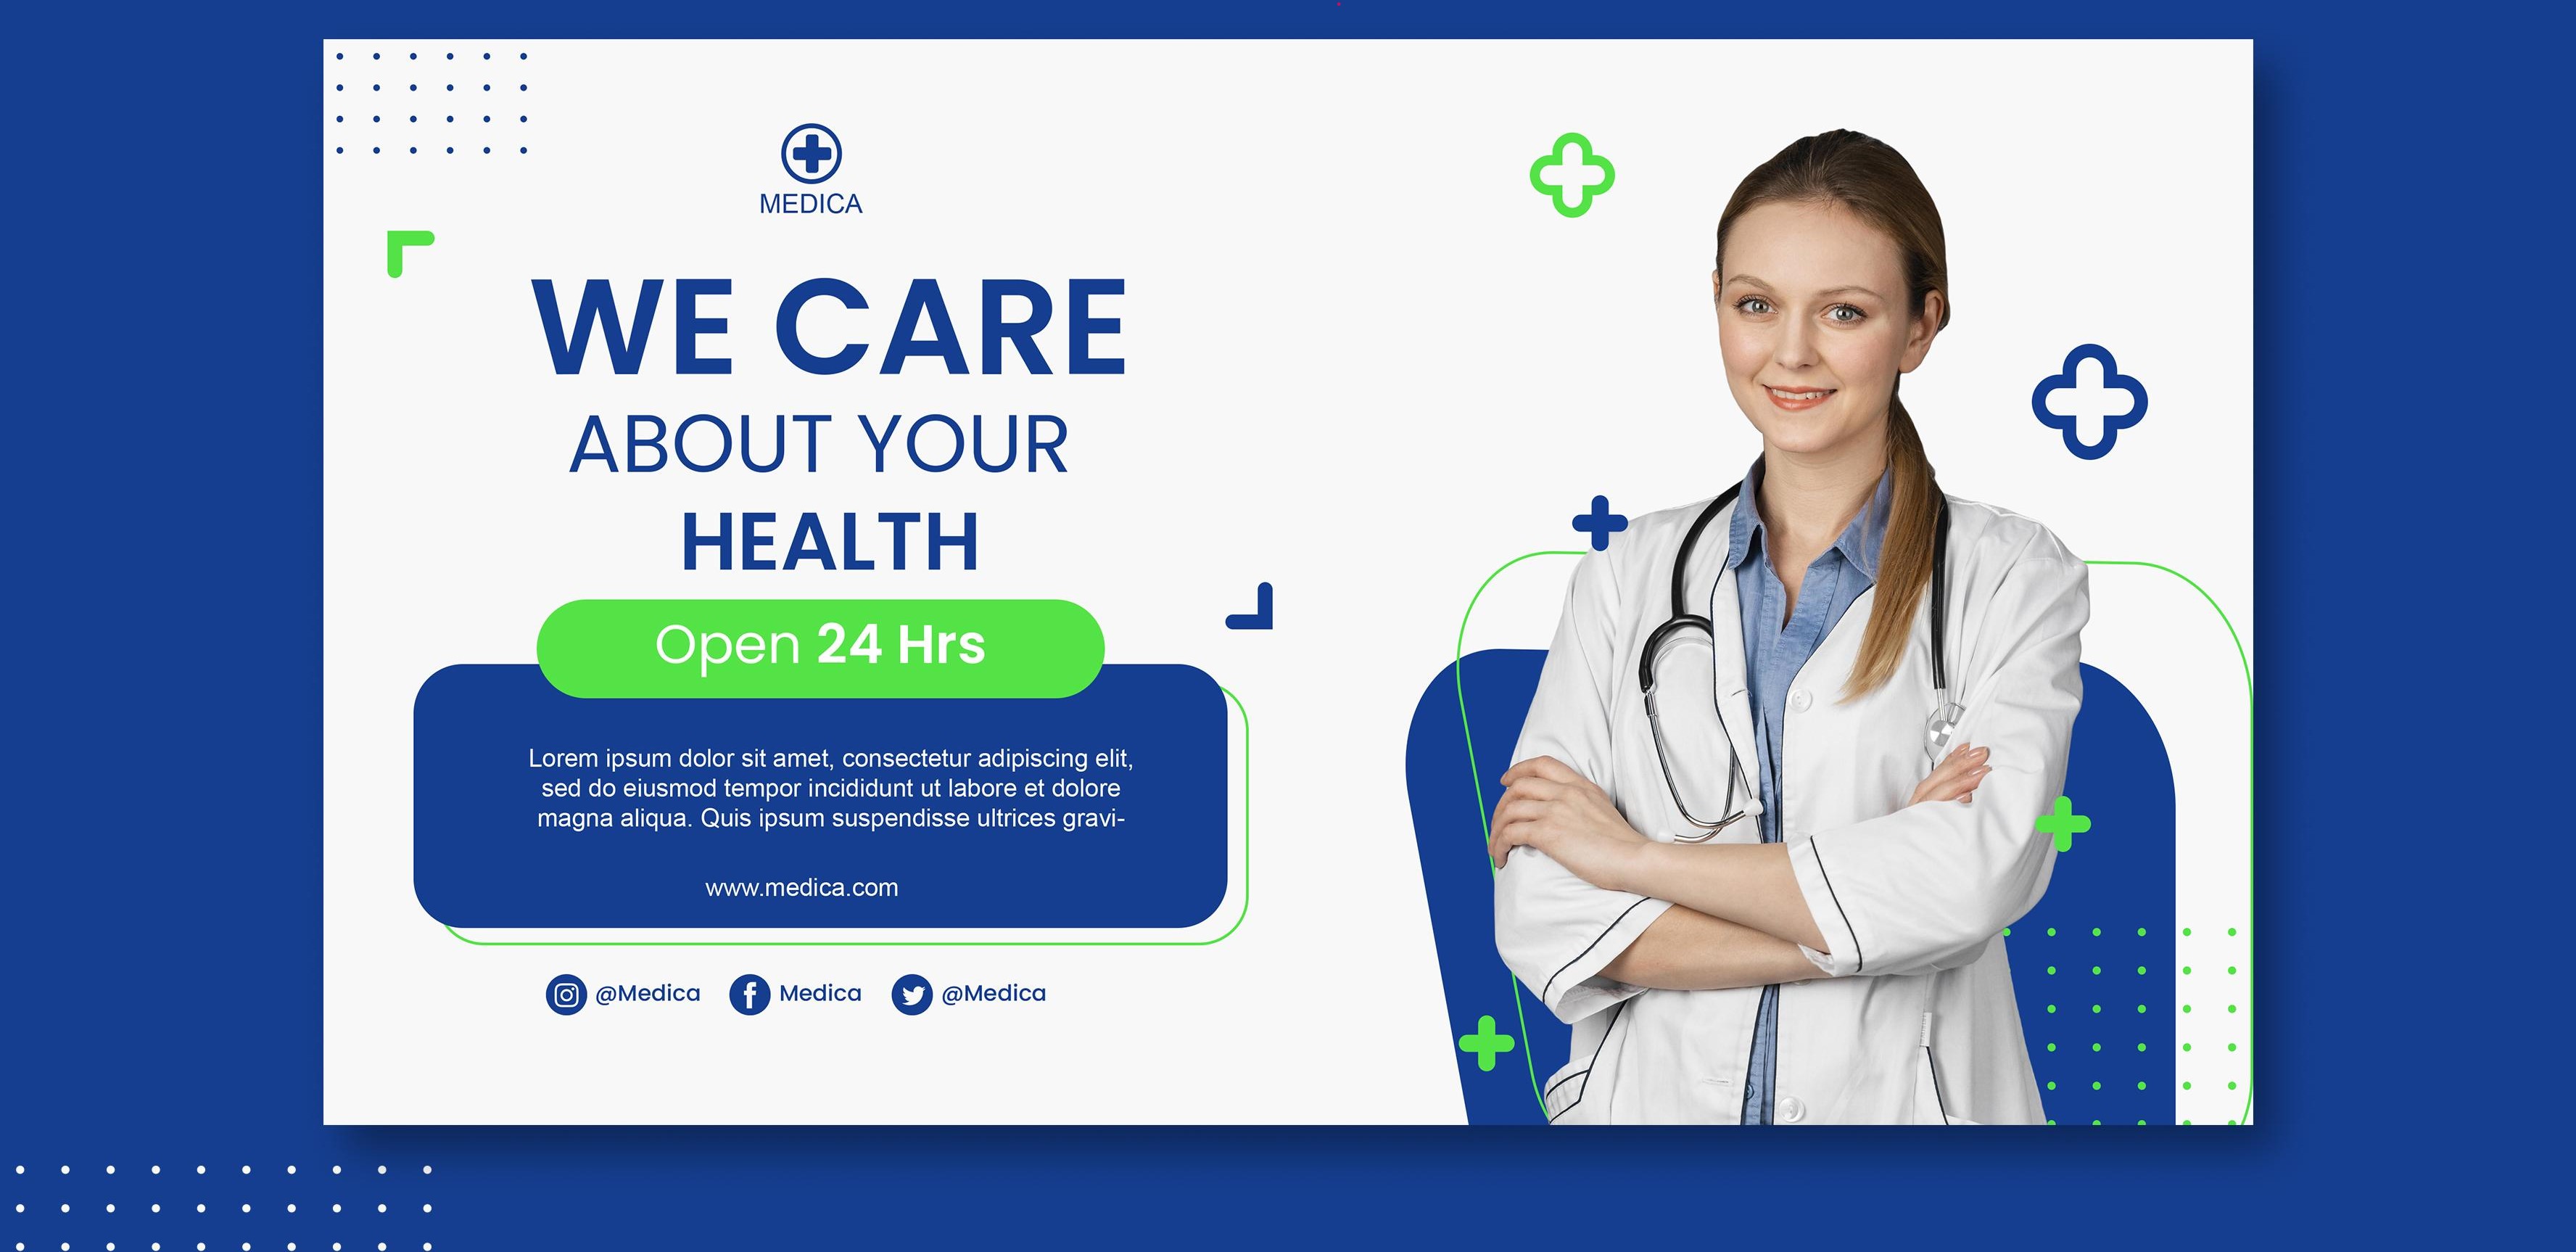 MEDICA
WE CARE
ABOUT YOUR
HEALTH
Open 24 Hrs
Lorem ipsum dolor sit amet, consectetur adipiscing elit,
sed do eiusmod tempor incididunt ut labore et dolore
magna aliqua. Quis ipsum suspendisse ultrices gravi-
www.medica.com
@Medica Medica @Medica